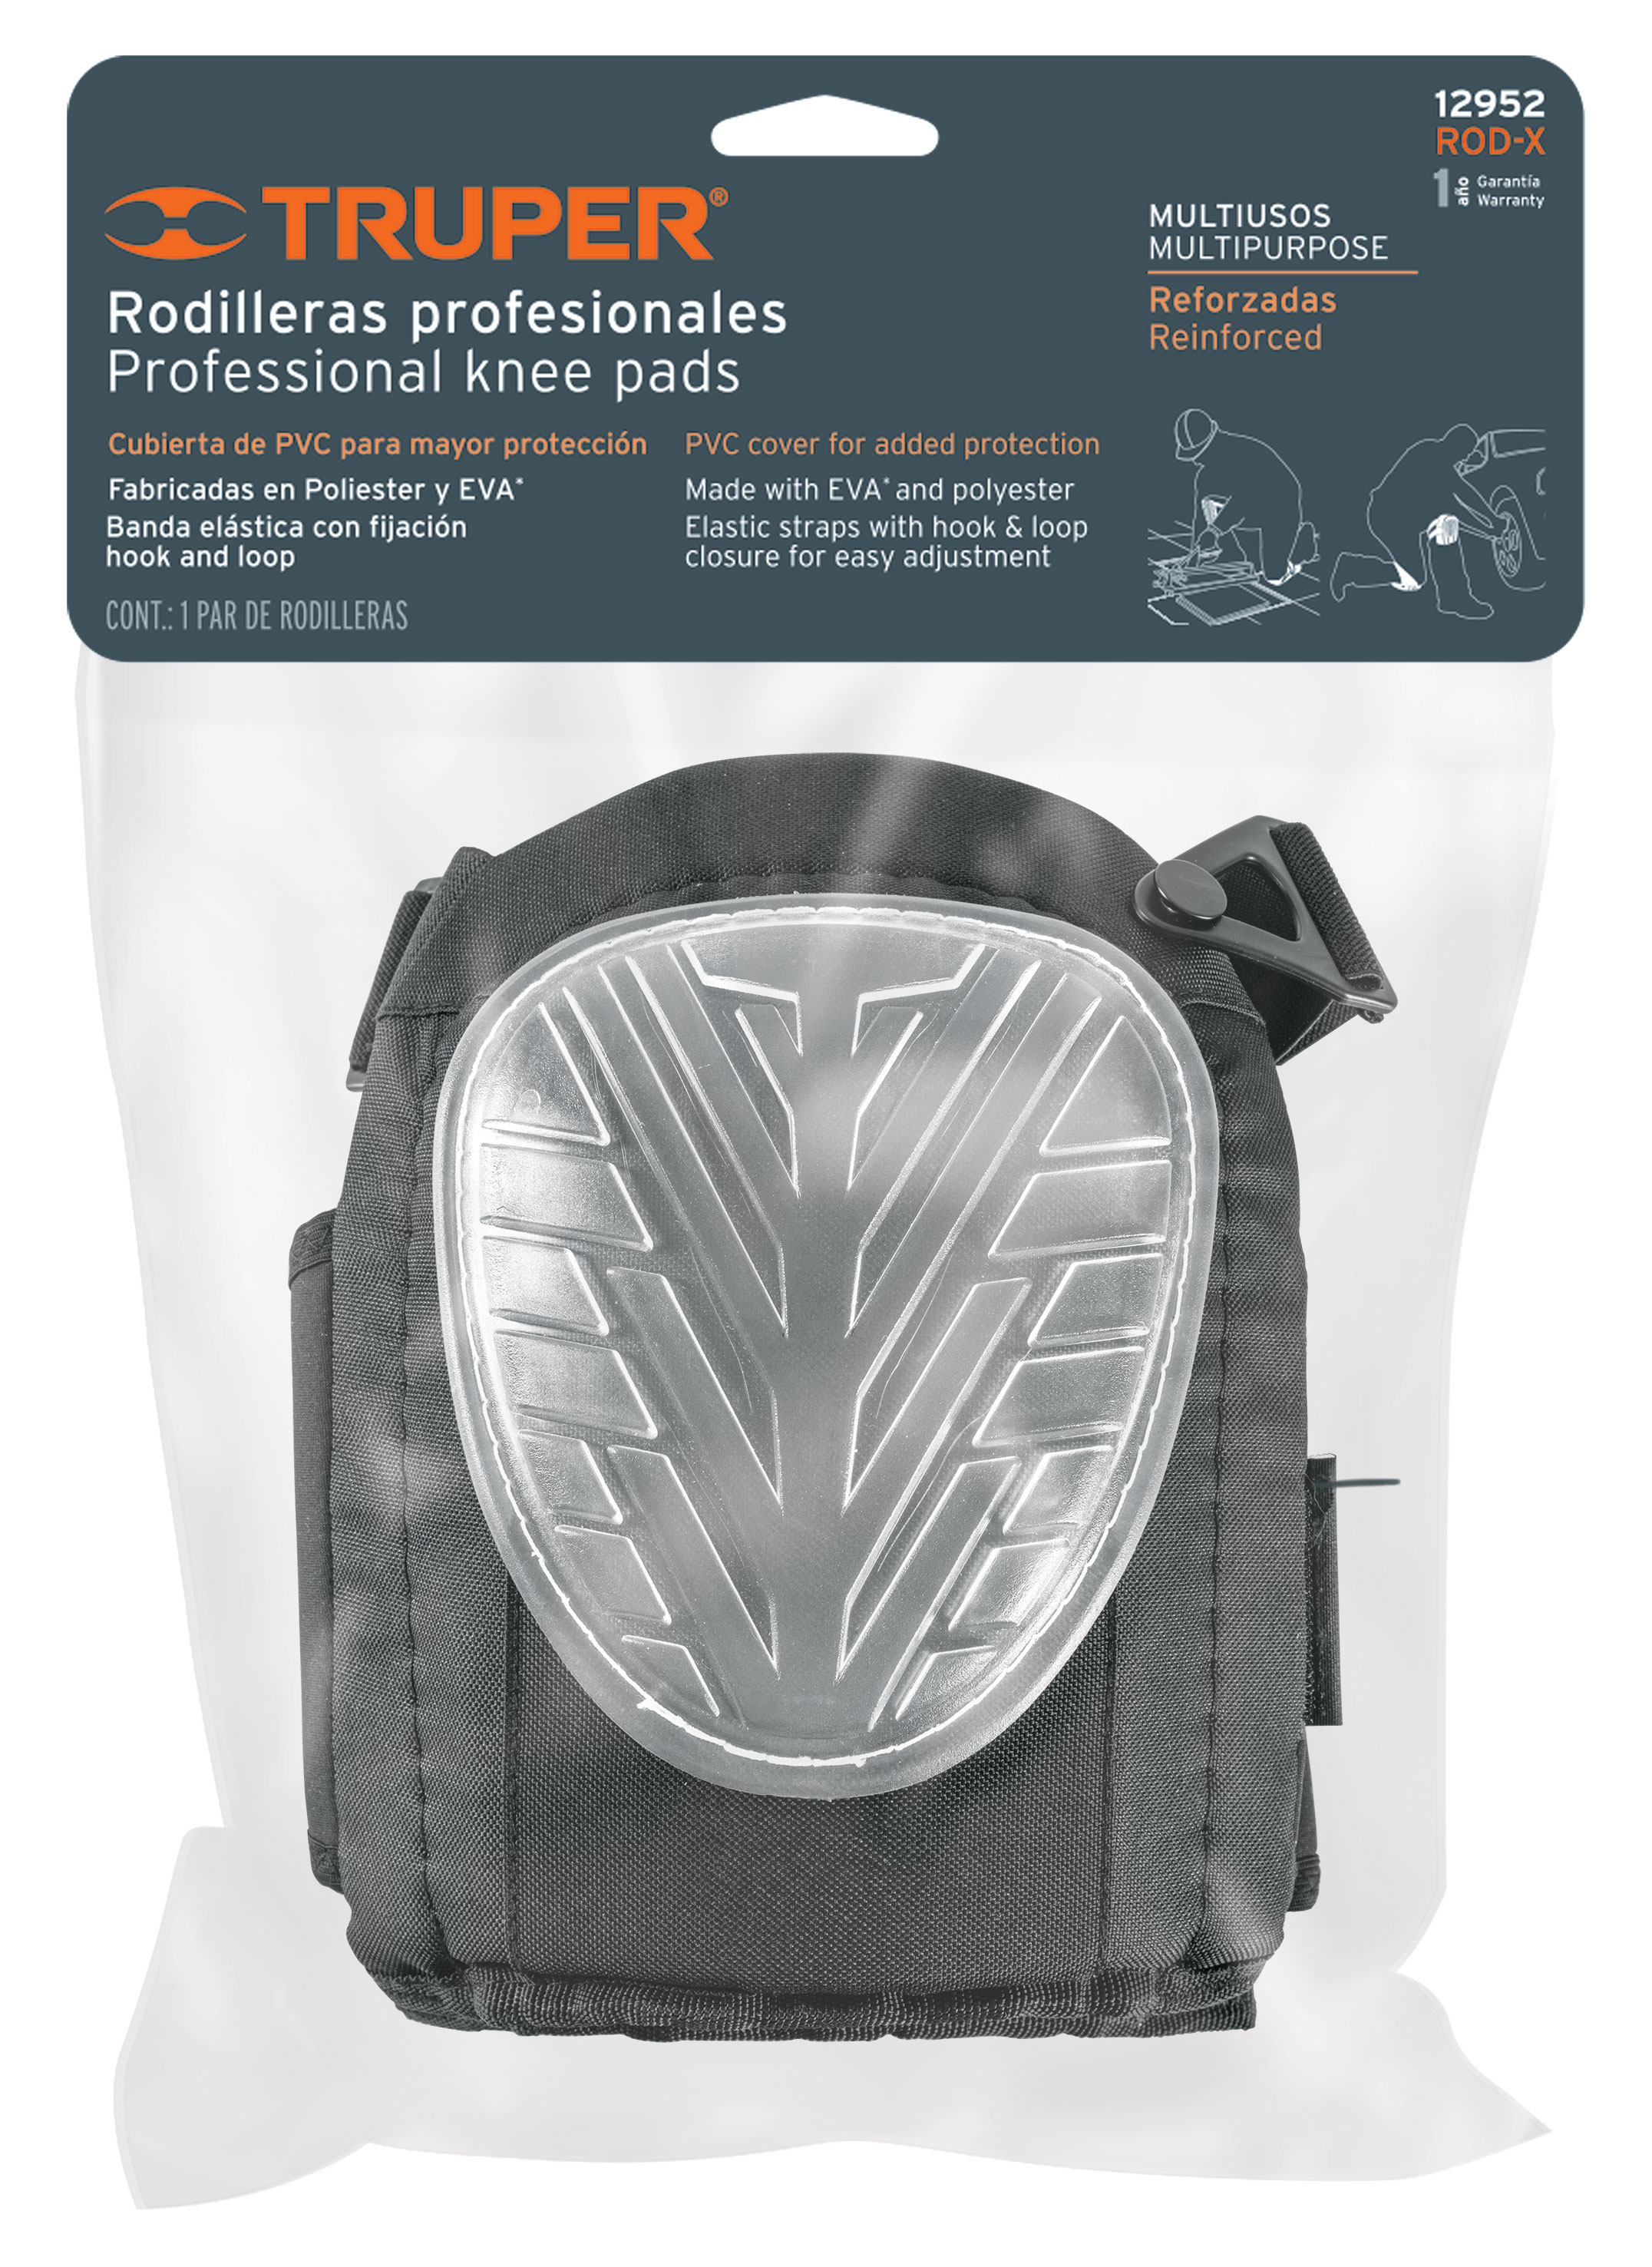 12952
ROD-X
1 año Garantía
Warranty
TRUPER®
MULTIUSOS
MULTIPURPOSE
Reforzadas
Reinforced
Rodilleras profesionales
Professional knee pads
Cubierta de PVC para mayor protección
Fabricadas en Poliester y EVA*
Banda elástica con fijación
hook and loop
PVC cover for added protection
Made with EVA* and polyester
Elastic straps with hook & loop
closure for easy adjustment
CONT.: 1 PAR DE RODILLERAS